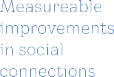 Measureable
improvements
in social
connections